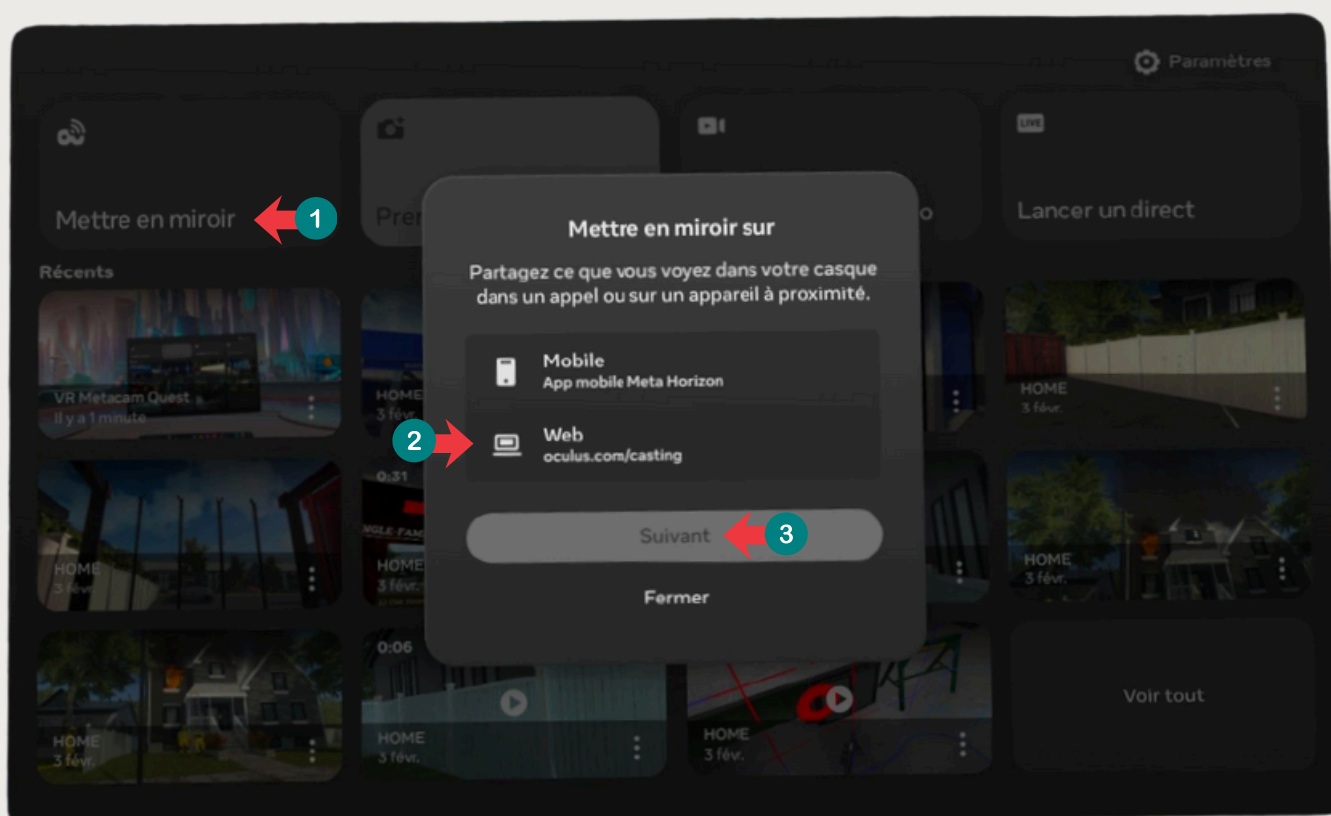 Paramètres
LIVE
Mettre en miroir
1
Lancer un direct
Récents
Mettre en miroir sur
Partagez ce que vous voyez dans votre casque
dans un appel ou sur un appareil à proximité.
Mobile
App mobile Meta Horizon
2
Web
oculus.com/casting
Suivant
3
Fermer
VR Metacam Quest
Il y a 1 minute
HOME
3 févr.
HOME
3 févr.
HOME
3 févr.
0:31
HOME
3 févr.
HOME
3 févr.
HOME
3 févr.
0:06
HOME
3 févr.
HOME
3 févr.
Voir tout